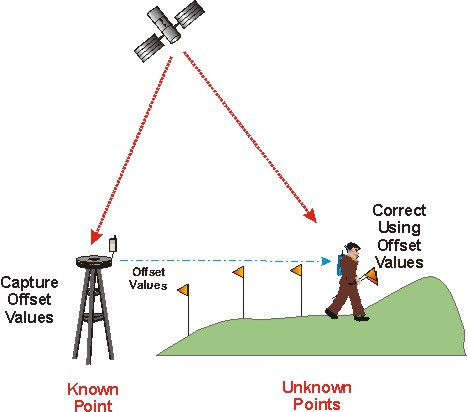 Capture
Offset
Values
Offset
Values
Correct
Using
Offset
Values
Known
Point
Unknown
Points